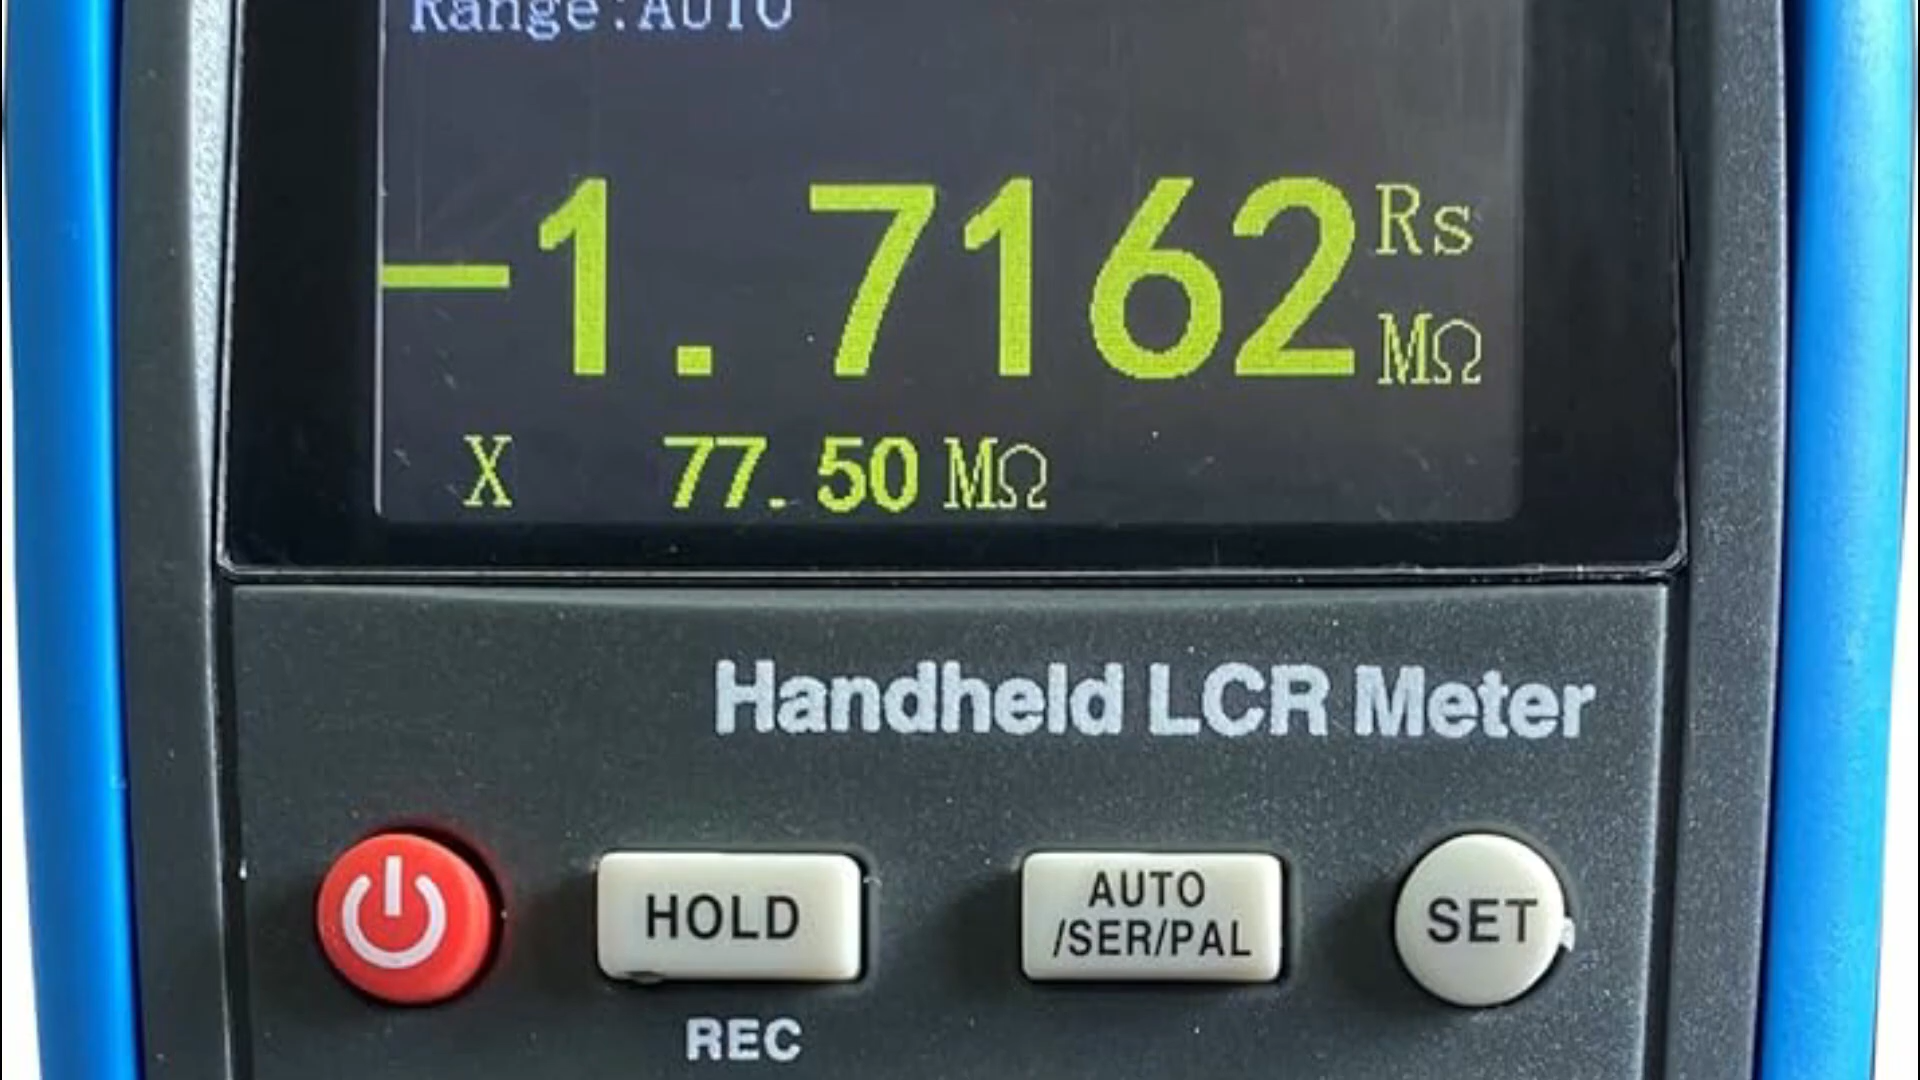 Range:AUTO
-1.7162 Rs
MΩ
X 77.50 MΩ
Handheld LCR Meter
HOLD
AUTO
/SER/PAL
SET
REC